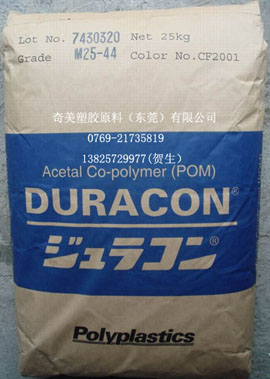 Lot No. 7430320 Net 25kg
Grade M25-44 Color No.CF2001
奇美塑胶原料（东莞）有限公司
0769-21735819
13825729977(贺生)
Acetal Co-polymer (POM)
DURACON®
ジュラコン®
Polyplastics